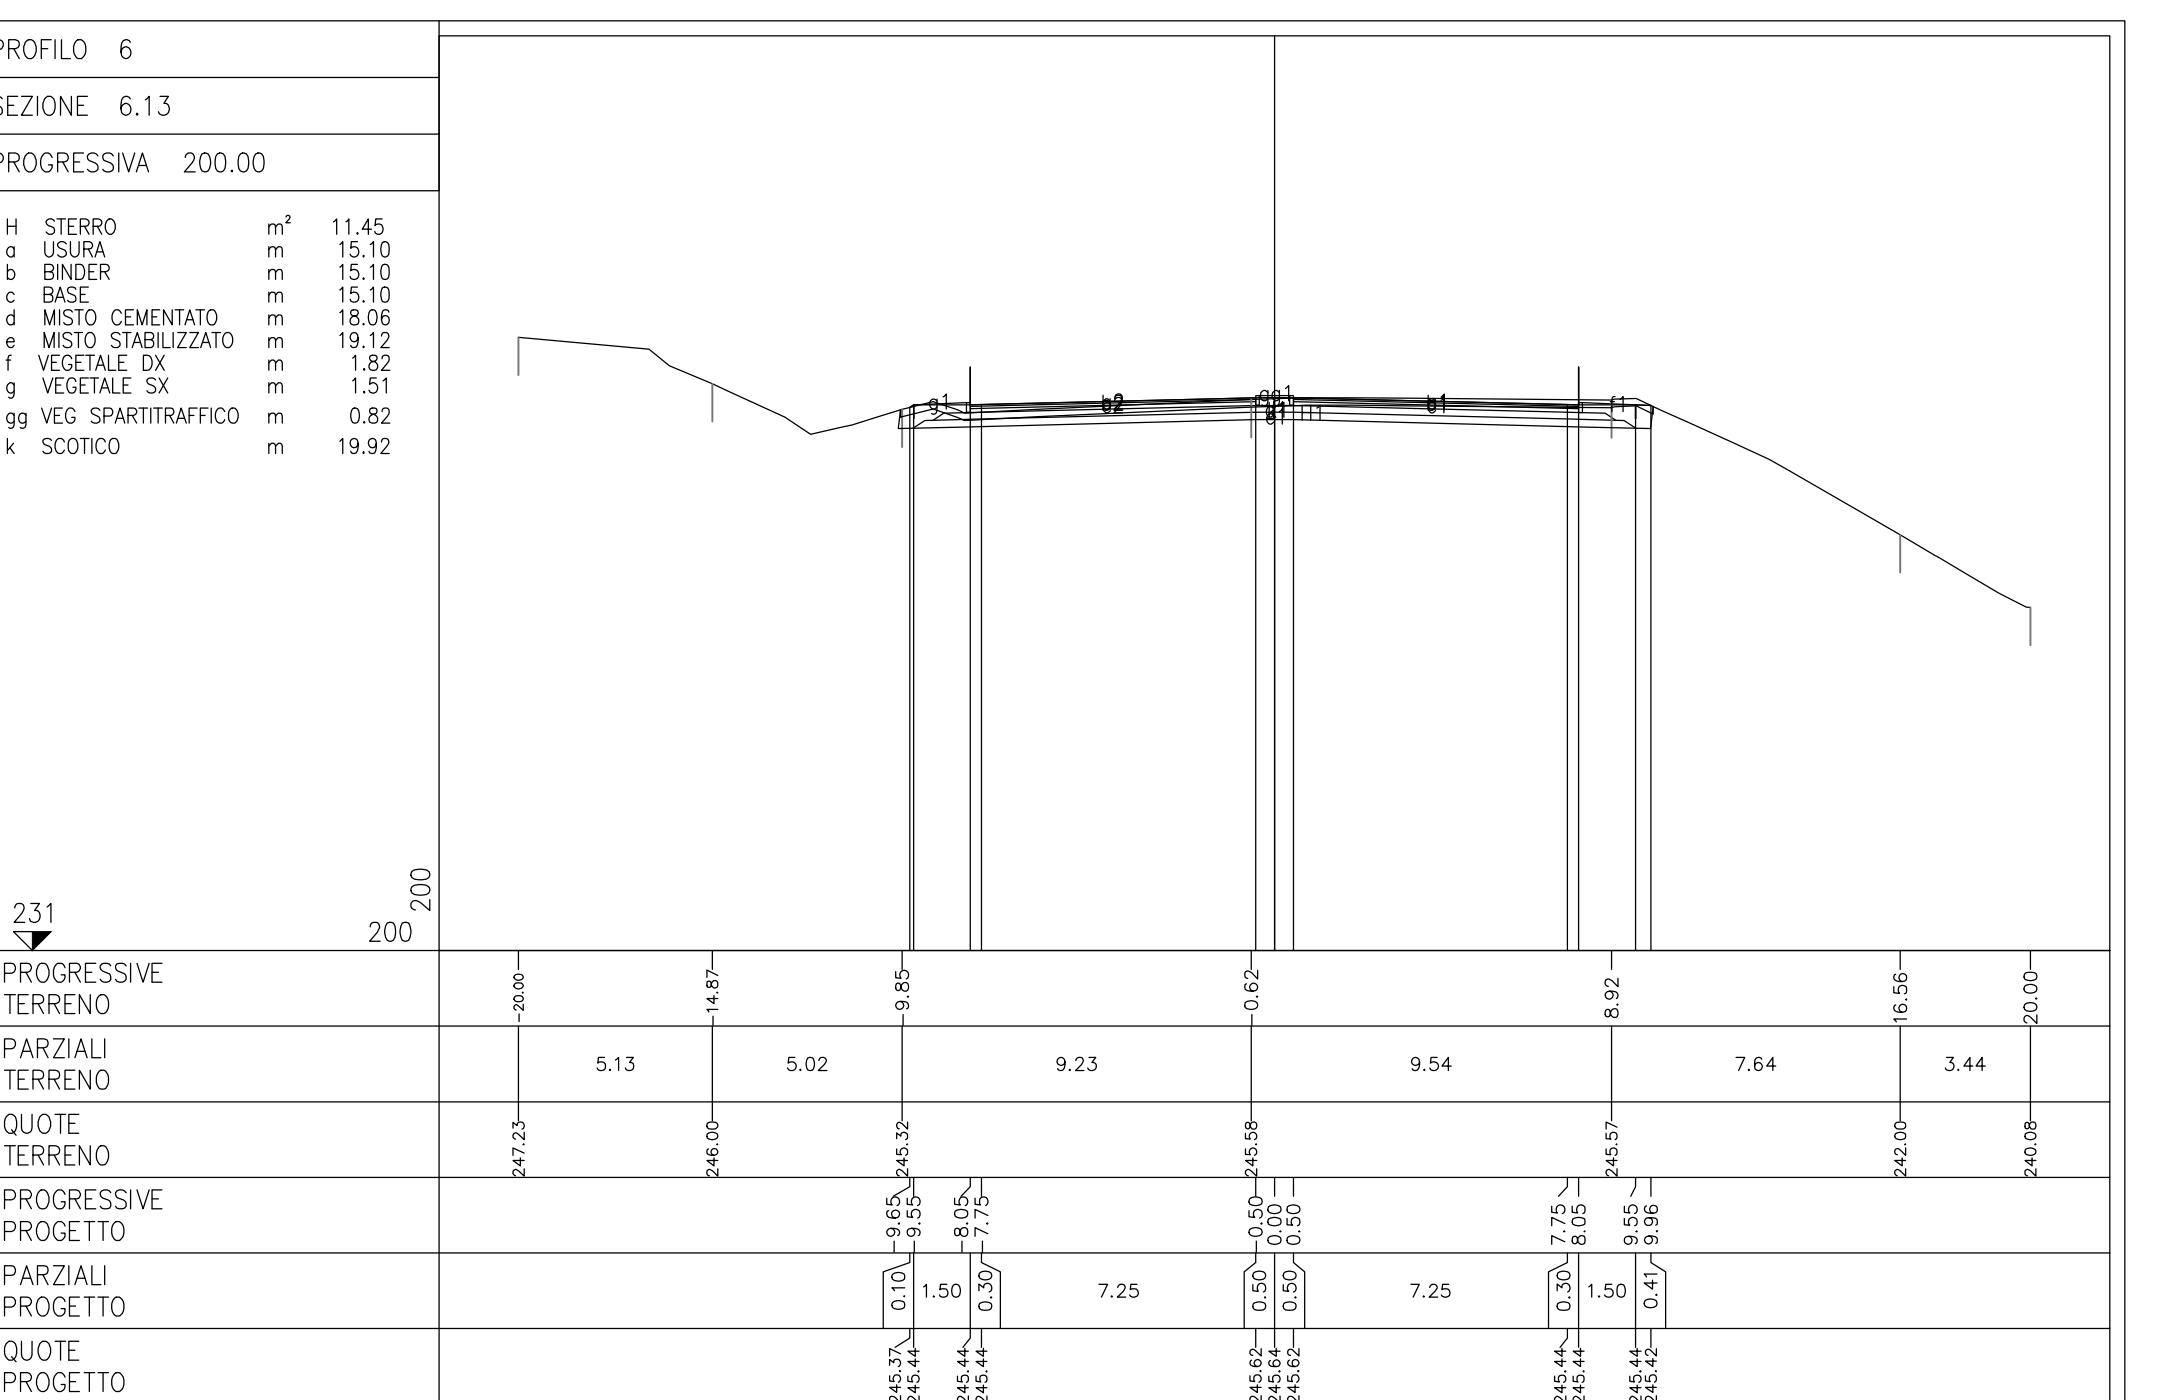 PROFILO 6
SEZIONE 6.13
PROGRESSIVA 200.00
H STERRO m² 11.45
a USURA m 15.10
b BINDER m 15.10
c BASE m 15.10
d MISTO CEMENTATO m 18.06
e MISTO STABILIZZATO m 19.12
f VEGETALE DX m 1.82
g VEGETALE SX m 1.51
gg VEG SPARTITRAFFICO m 0.82
k SCOTICO m 19.92
gg1
g1 f1
200
231 200
PROGRESSIVE TERRENO -20.00 -14.87 -9.85 -0.62 8.92 16.56 20.00
PARZIALI TERRENO 5.13 5.02 9.23 9.54 7.64 3.44
QUOTE TERRENO 247.23 246.00 245.32 245.58 245.57 242.00 240.08
PROGRESSIVE PROGETTO -9.65 -9.55 -8.05 -7.75 -0.50 0.00 0.50 7.75 8.05 9.55 9.96
PARZIALI PROGETTO 0.10 1.50 0.30 7.25 0.50 0.50 7.25 0.30 1.50 0.41
QUOTE PROGETTO 245.37 245.44 245.44 245.44 245.62 245.64 245.62 245.44 245.44 245.44 245.42